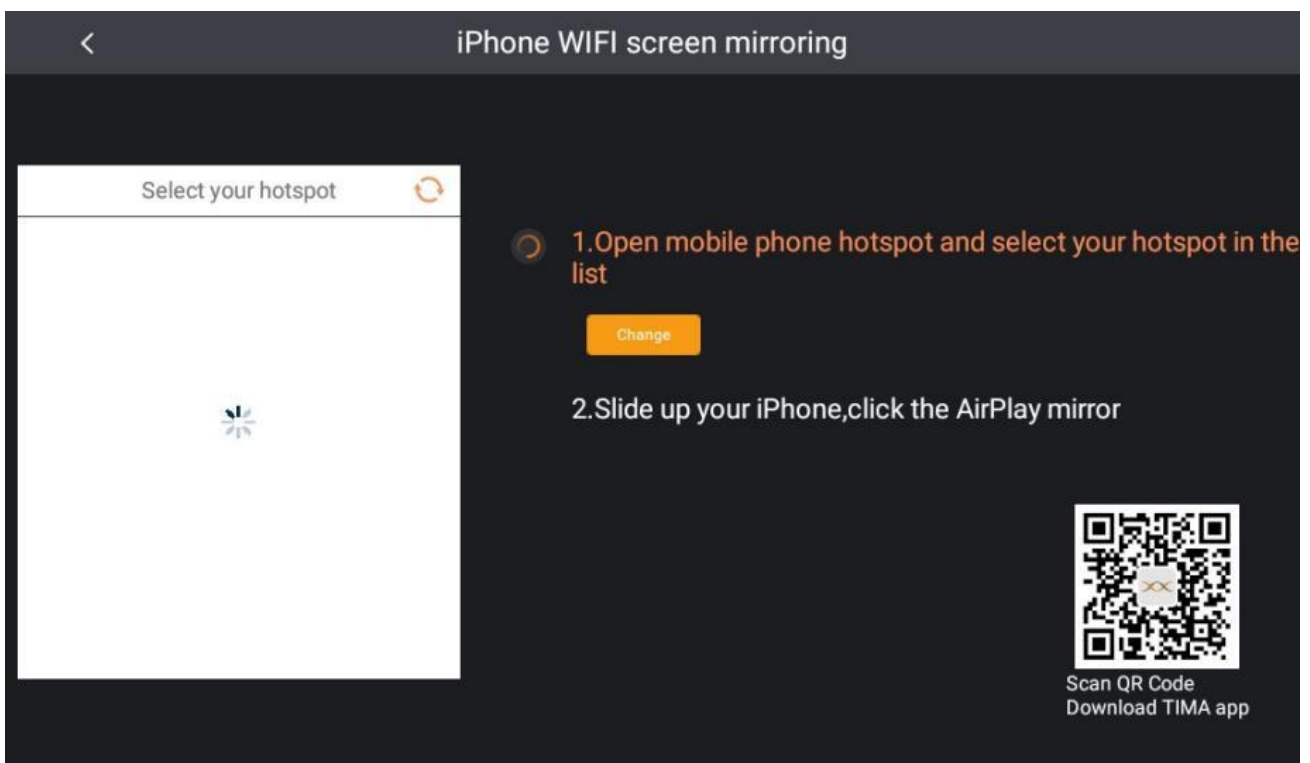 iPhone WIFI screen mirroring
Select your hotspot
1.Open mobile phone hotspot and select your hotspot in the
list
Change
2.Slide up your iPhone,click the AirPlay mirror
Scan QR Code
Download TIMA app